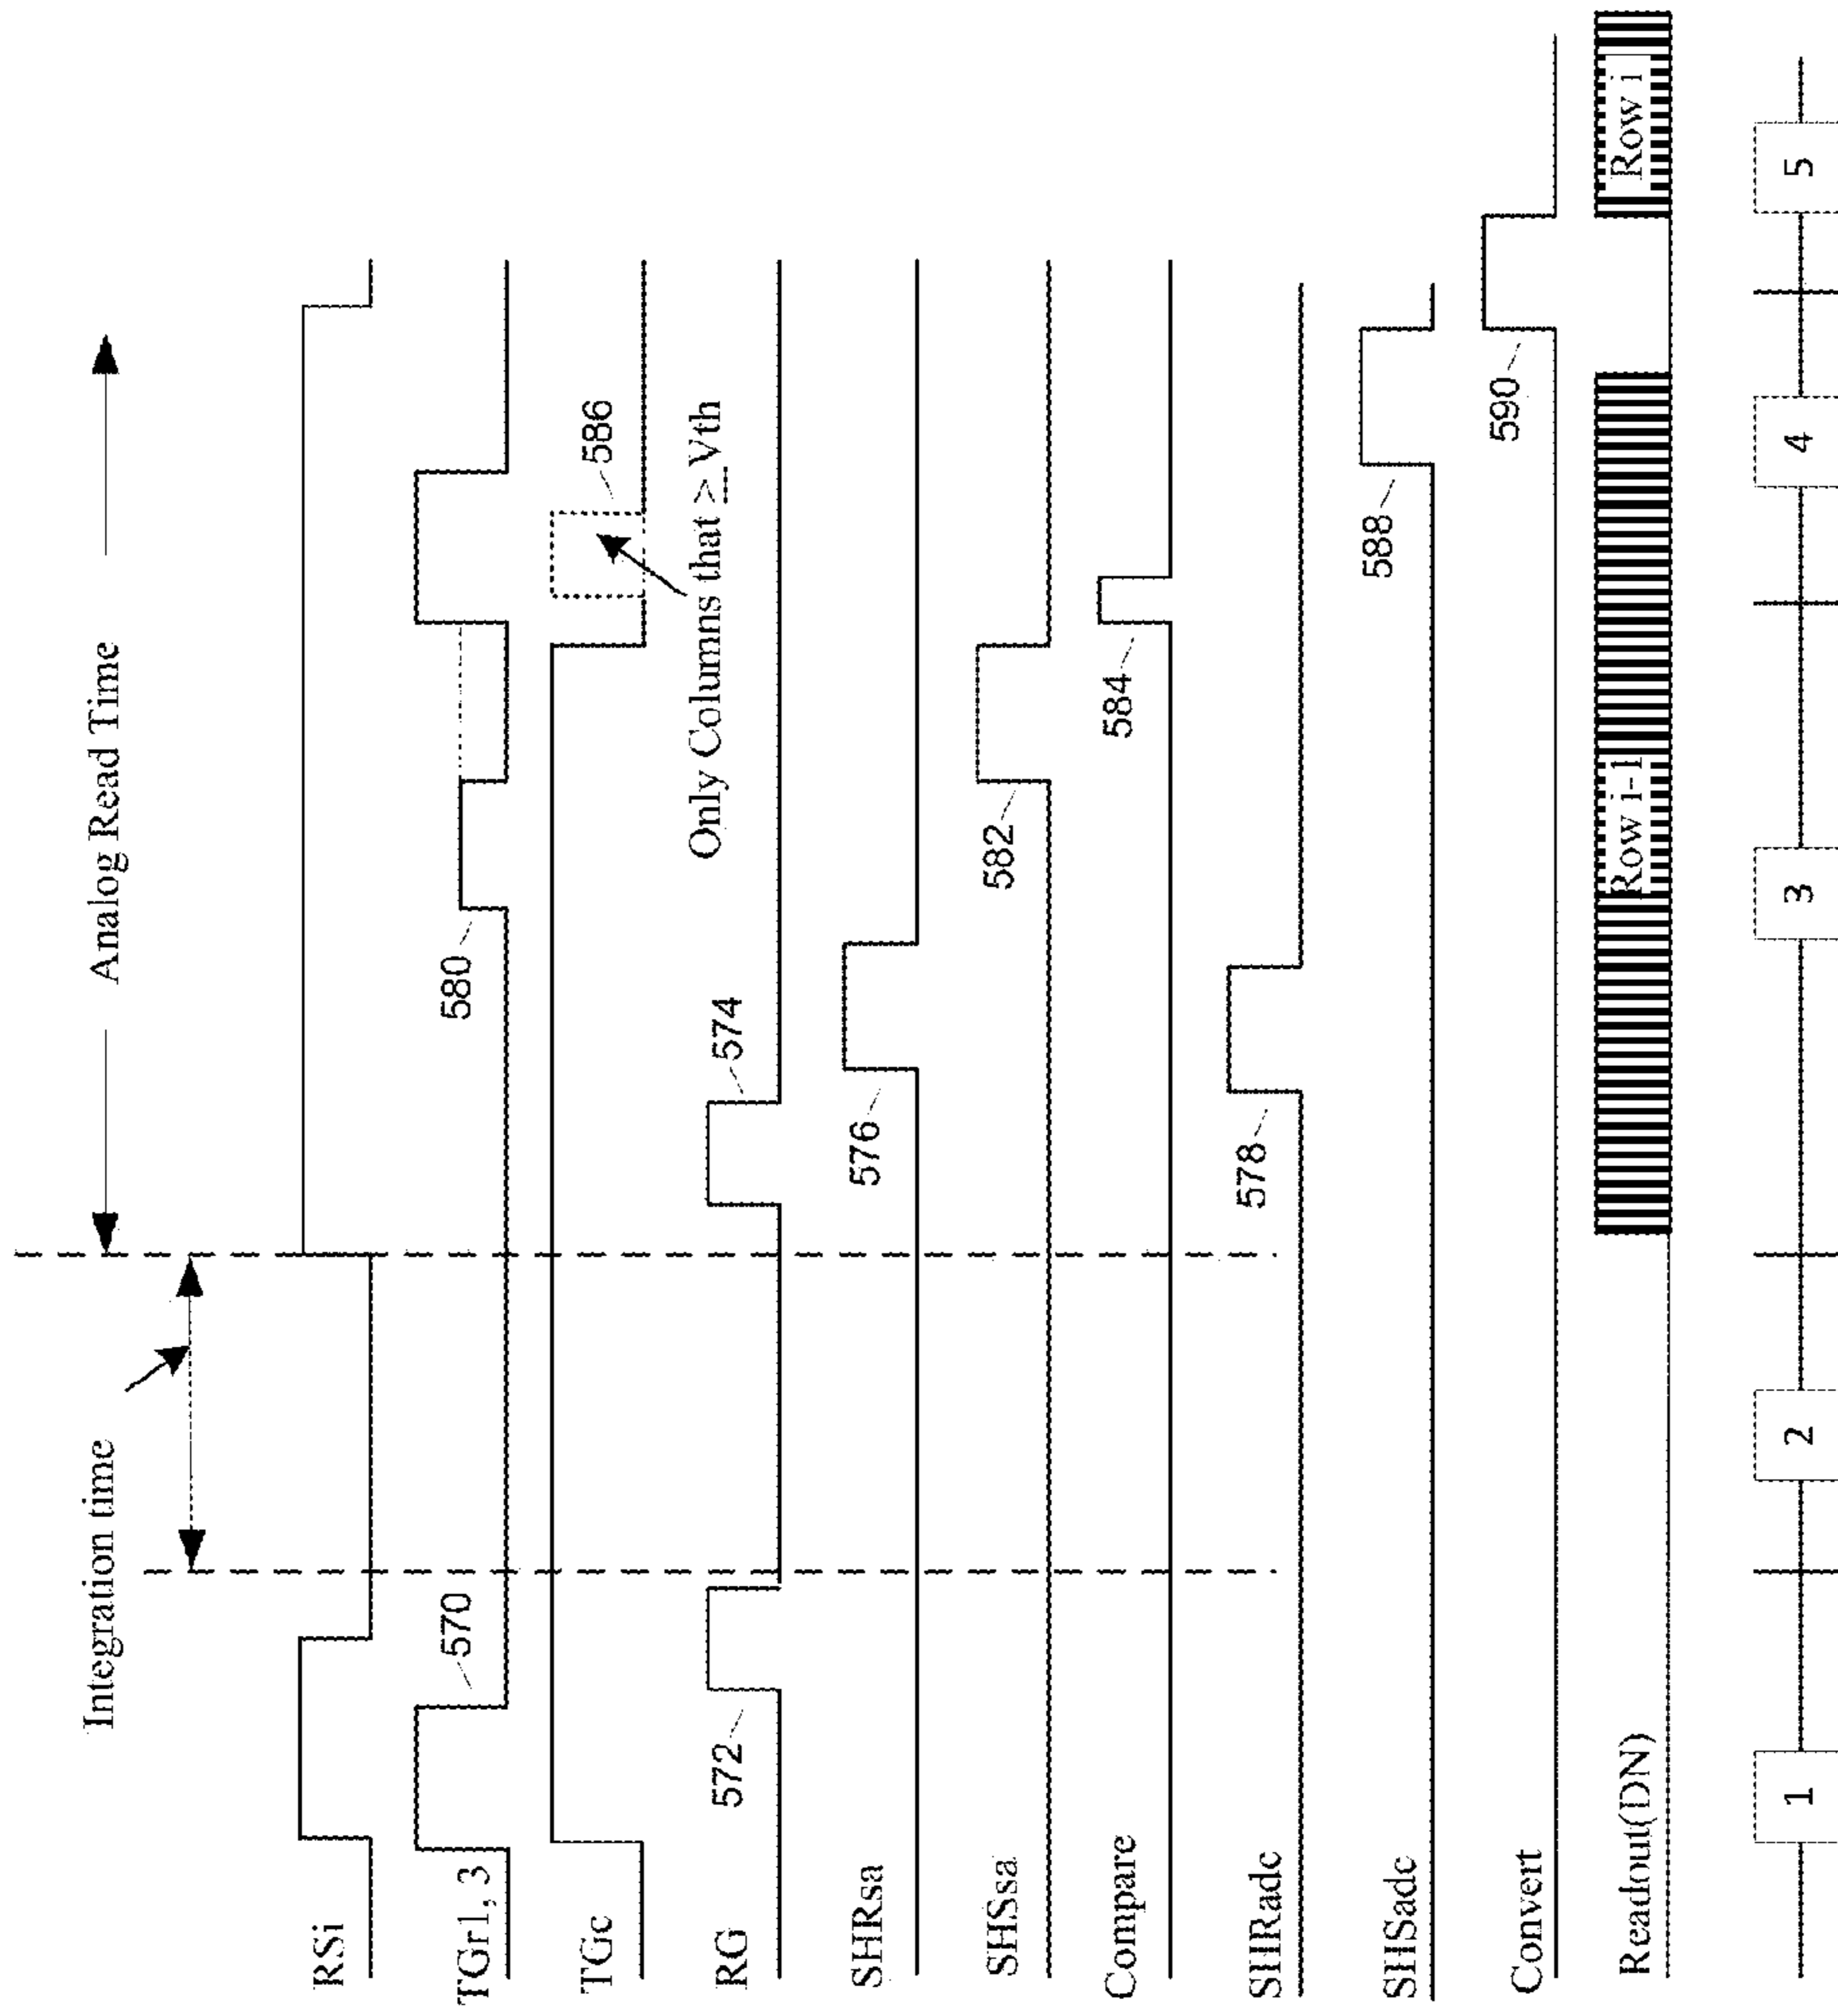 Integration time
Analog Read Time
RSi
TGr1, 3
570
580
TGc
586
Only Columns that ≥ Vth
RG
572
574
SHRsa
576
SHSsa
582
Compare
584
SHRadc
578
SHSadc
588
Convert
590
Readout(DN)
Row i-1
Row i
1
2
3
4
5